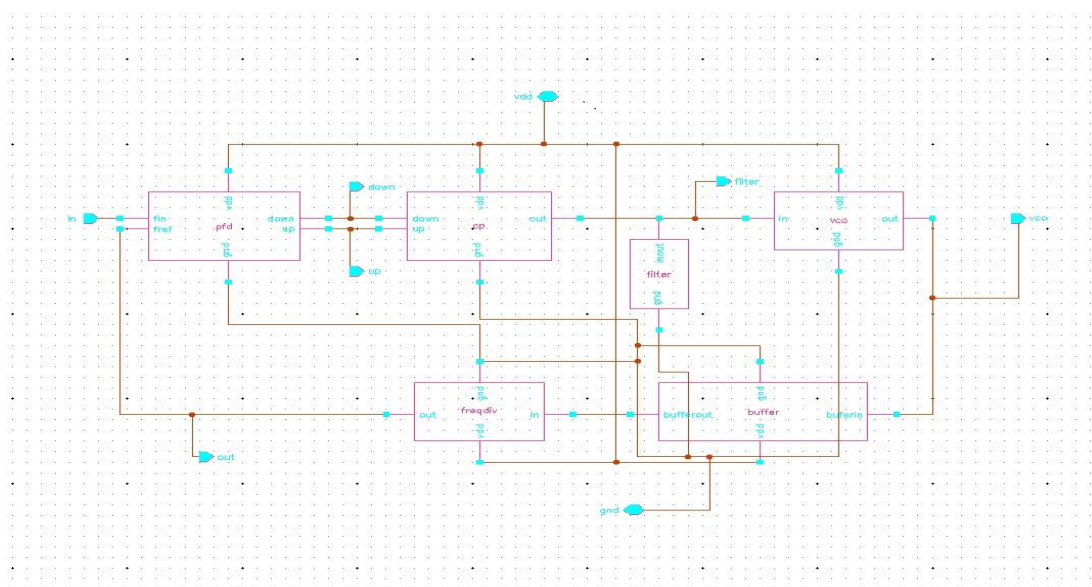 vdd
vdd
vdd
vdd
down
filter
in
fin
fref
pfd
down
up
down
up
cp
out
in
vco
out
vco
gnd
gnd
gnd
inout
filter
gnd
up
gnd
gnd
out
freqdiv
in
bufferout
buffer
buferin
vdd
vdd
out
gnd